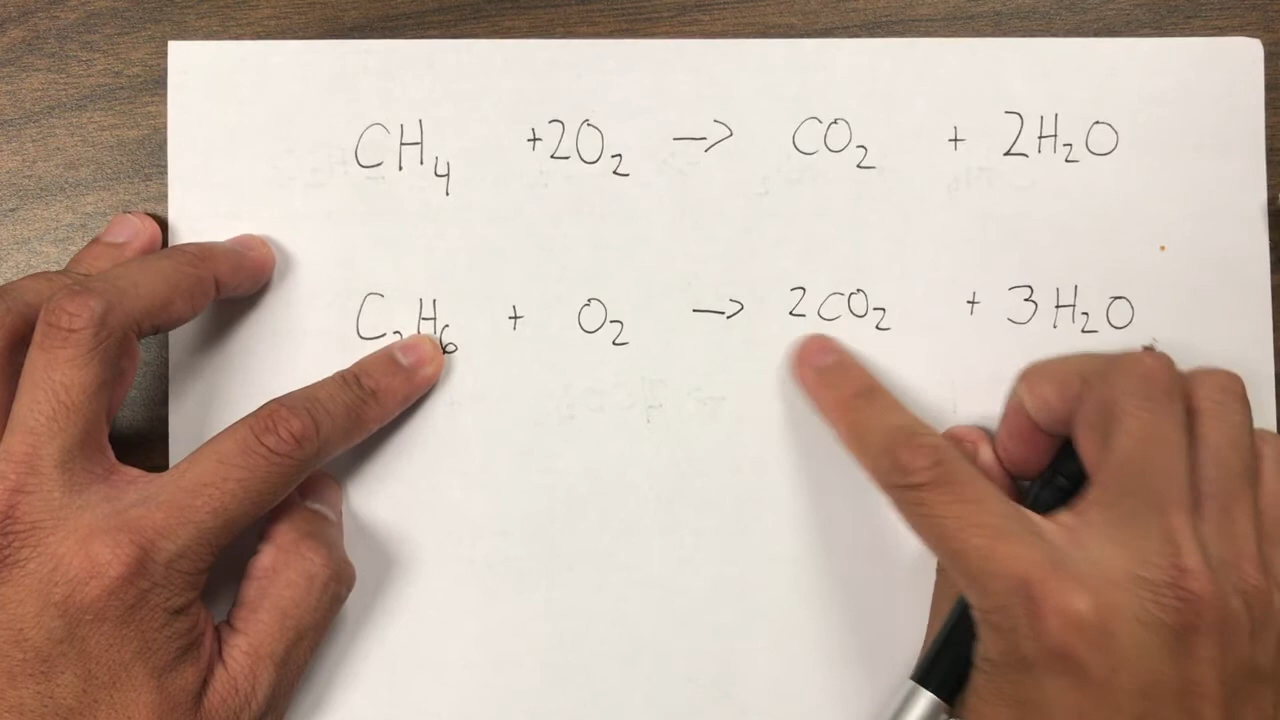 CH₄ +2O₂ → CO₂ + 2H₂O
C₂H₆ + O₂ → 2CO₂ + 3H₂O